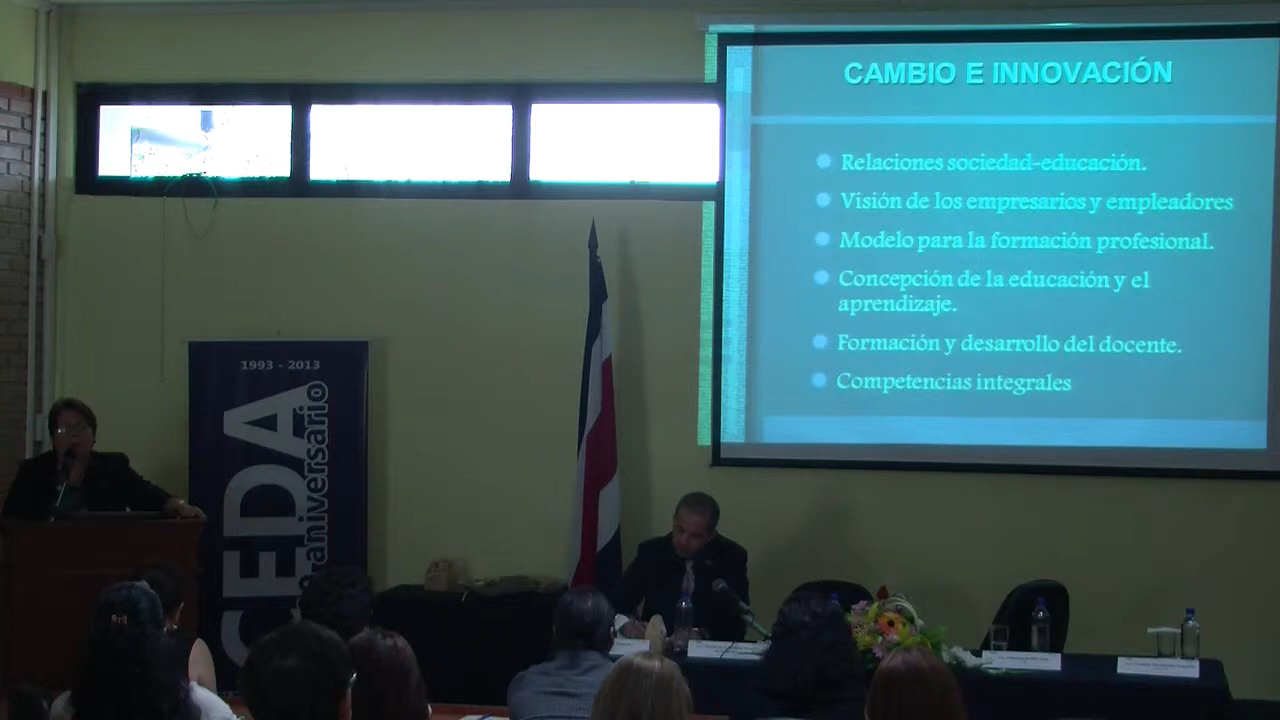 CAMBIO E INNOVACIÓN
Relaciones sociedad-educación.
Visión de los empresarios y empleadores
Modelo para la formación profesional.
Concepción de la educación y el
aprendizaje.
Formación y desarrollo del docente.
Competencias integrales
1993 - 2013
CEDA
aniversario